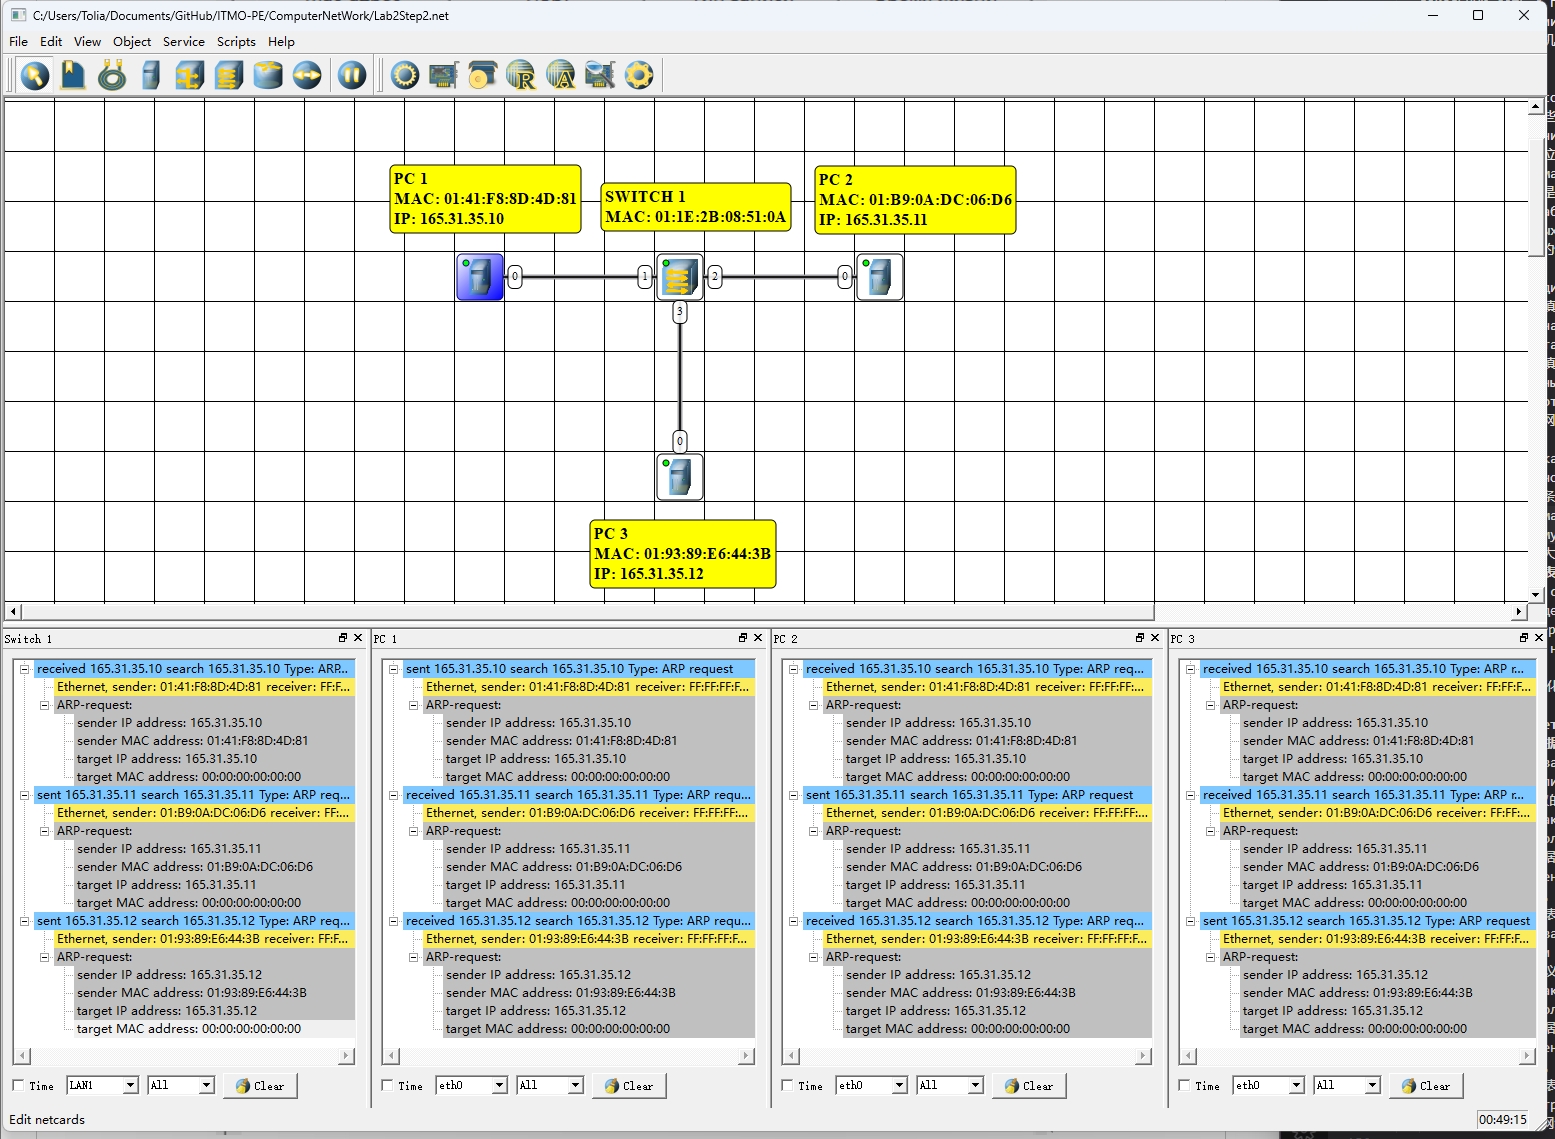 C:/Users/Tolia/Documents/GitHub/ITMO-PE/ComputerNetWork/Lab2Step2.net
File Edit View Object Service Scripts Help
PC 1
MAC: 01:41:F8:8D:4D:81
IP: 165.31.35.10
SWITCH 1
MAC: 01:1E:2B:08:51:0A
PC 2
MAC: 01:B9:0A:DC:06:D6
IP: 165.31.35.11
0 1 2 0
3
0
PC 3
MAC: 01:93:89:E6:44:3B
IP: 165.31.35.12
Switch 1
received 165.31.35.10 search 165.31.35.10 Type: ARP...
Ethernet, sender: 01:41:F8:8D:4D:81 receiver: FF:F...
ARP-request:
sender IP address: 165.31.35.10
sender MAC address: 01:41:F8:8D:4D:81
target IP address: 165.31.35.10
target MAC address: 00:00:00:00:00:00
sent 165.31.35.11 search 165.31.35.11 Type: ARP req...
Ethernet, sender: 01:B9:0A:DC:06:D6 receiver: FF:...
ARP-request:
sender IP address: 165.31.35.11
sender MAC address: 01:B9:0A:DC:06:D6
target IP address: 165.31.35.11
target MAC address: 00:00:00:00:00:00
sent 165.31.35.12 search 165.31.35.12 Type: ARP req...
Ethernet, sender: 01:93:89:E6:44:3B receiver: FF:F...
ARP-request:
sender IP address: 165.31.35.12
sender MAC address: 01:93:89:E6:44:3B
target IP address: 165.31.35.12
target MAC address: 00:00:00:00:00:00
Time LAN1 All Clear
PC 1
sent 165.31.35.10 search 165.31.35.10 Type: ARP request
Ethernet, sender: 01:41:F8:8D:4D:81 receiver: FF:FF:FF:F...
ARP-request:
sender IP address: 165.31.35.10
sender MAC address: 01:41:F8:8D:4D:81
target IP address: 165.31.35.10
target MAC address: 00:00:00:00:00:00
received 165.31.35.11 search 165.31.35.11 Type: ARP requ...
Ethernet, sender: 01:B9:0A:DC:06:D6 receiver: FF:FF:FF:...
ARP-request:
sender IP address: 165.31.35.11
sender MAC address: 01:B9:0A:DC:06:D6
target IP address: 165.31.35.11
target MAC address: 00:00:00:00:00:00
received 165.31.35.12 search 165.31.35.12 Type: ARP requ...
Ethernet, sender: 01:93:89:E6:44:3B receiver: FF:FF:FF:F...
ARP-request:
sender IP address: 165.31.35.12
sender MAC address: 01:93:89:E6:44:3B
target IP address: 165.31.35.12
target MAC address: 00:00:00:00:00:00
Time eth0 All Clear
PC 2
received 165.31.35.10 search 165.31.35.10 Type: ARP req...
Ethernet, sender: 01:41:F8:8D:4D:81 receiver: FF:FF:FF:F...
ARP-request:
sender IP address: 165.31.35.10
sender MAC address: 01:41:F8:8D:4D:81
target IP address: 165.31.35.10
target MAC address: 00:00:00:00:00:00
sent 165.31.35.11 search 165.31.35.11 Type: ARP request
Ethernet, sender: 01:B9:0A:DC:06:D6 receiver: FF:FF:FF:...
ARP-request:
sender IP address: 165.31.35.11
sender MAC address: 01:B9:0A:DC:06:D6
target IP address: 165.31.35.11
target MAC address: 00:00:00:00:00:00
received 165.31.35.12 search 165.31.35.12 Type: ARP req...
Ethernet, sender: 01:93:89:E6:44:3B receiver: FF:FF:FF:F...
ARP-request:
sender IP address: 165.31.35.12
sender MAC address: 01:93:89:E6:44:3B
target IP address: 165.31.35.12
target MAC address: 00:00:00:00:00:00
Time eth0 All Clear
PC 3
received 165.31.35.10 search 165.31.35.10 Type: ARP r...
Ethernet, sender: 01:41:F8:8D:4D:81 receiver: FF:FF:FF...
ARP-request:
sender IP address: 165.31.35.10
sender MAC address: 01:41:F8:8D:4D:81
target IP address: 165.31.35.10
target MAC address: 00:00:00:00:00:00
received 165.31.35.11 search 165.31.35.11 Type: ARP r...
Ethernet, sender: 01:B9:0A:DC:06:D6 receiver: FF:FF:F...
ARP-request:
sender IP address: 165.31.35.11
sender MAC address: 01:B9:0A:DC:06:D6
target IP address: 165.31.35.11
target MAC address: 00:00:00:00:00:00
sent 165.31.35.12 search 165.31.35.12 Type: ARP request
Ethernet, sender: 01:93:89:E6:44:3B receiver: FF:FF:F...
ARP-request:
sender IP address: 165.31.35.12
sender MAC address: 01:93:89:E6:44:3B
target IP address: 165.31.35.12
target MAC address: 00:00:00:00:00:00
Time eth0 All Clear
Edit netcards
00:49:15